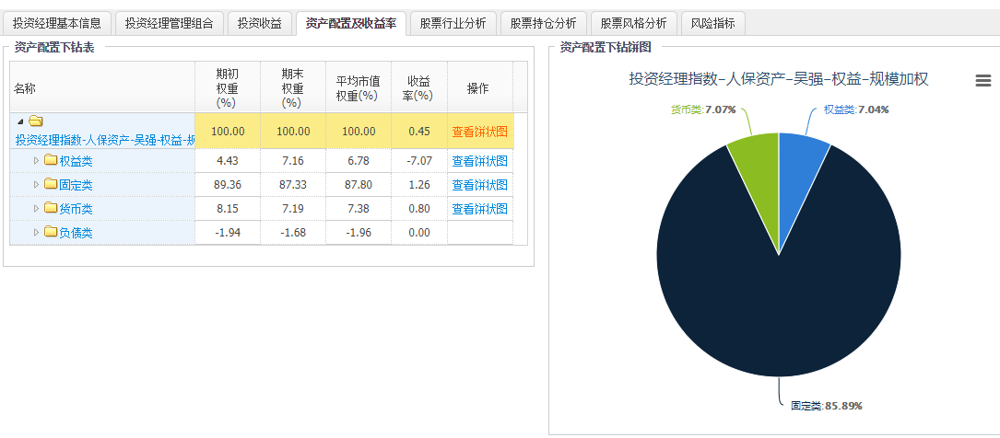 投资经理基本信息 投资经理管理组合 投资收益 资产配置及收益率 股票行业分析 股票持仓分析 股票风格分析 风险指标
资产配置下钻表
名称 期初权重(%) 期末权重(%) 平均市值权重(%) 收益率(%) 操作
投资经理指数-人保资产-吴强-权益-规 100.00 100.00 100.00 0.45 查看饼状图
权益类 4.43 7.16 6.78 -7.07 查看饼状图
固定类 89.36 87.33 87.80 1.26 查看饼状图
货币类 8.15 7.19 7.38 0.80 查看饼状图
负债类 -1.94 -1.68 -1.96 0.00
资产配置下钻饼图
投资经理指数-人保资产-吴强-权益-规模加权
货币类:7.07% 权益类:7.04%
固定类:85.89%